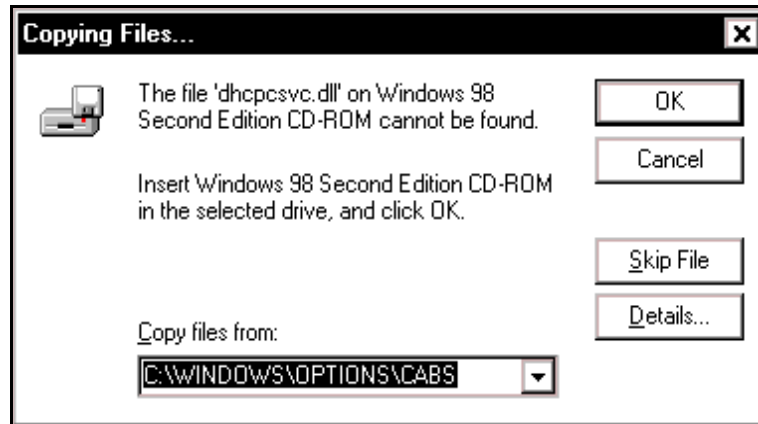 Copying Files...
The file 'dhcpcsvc.dll' on Windows 98
Second Edition CD-ROM cannot be found.
Insert Windows 98 Second Edition CD-ROM
in the selected drive, and click OK.
Copy files from:
C:\WINDOWS\OPTIONS\CABS
OK
Cancel
Skip File
Details...